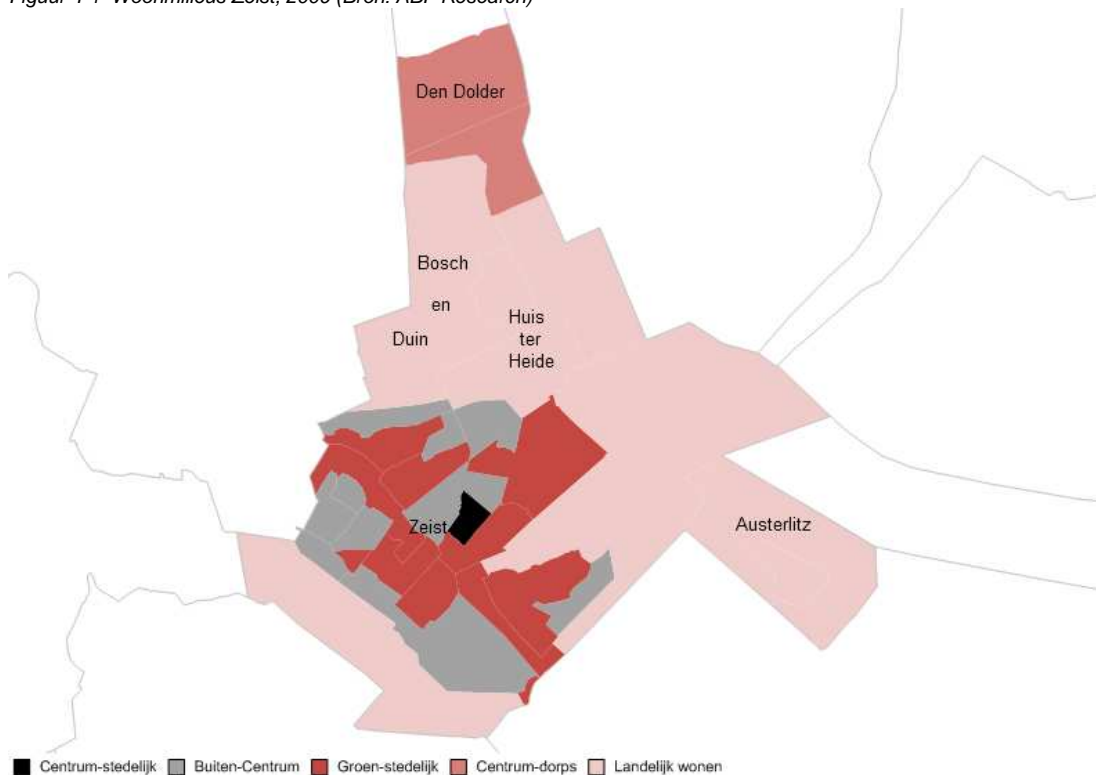 Den Dolder
Bosch
en
Duin
Huis
ter
Heide
Zeist
Austerlitz
Centrum-stedelijk Buiten-Centrum Groen-stedelijk Centrum-dorps Landelijk wonen